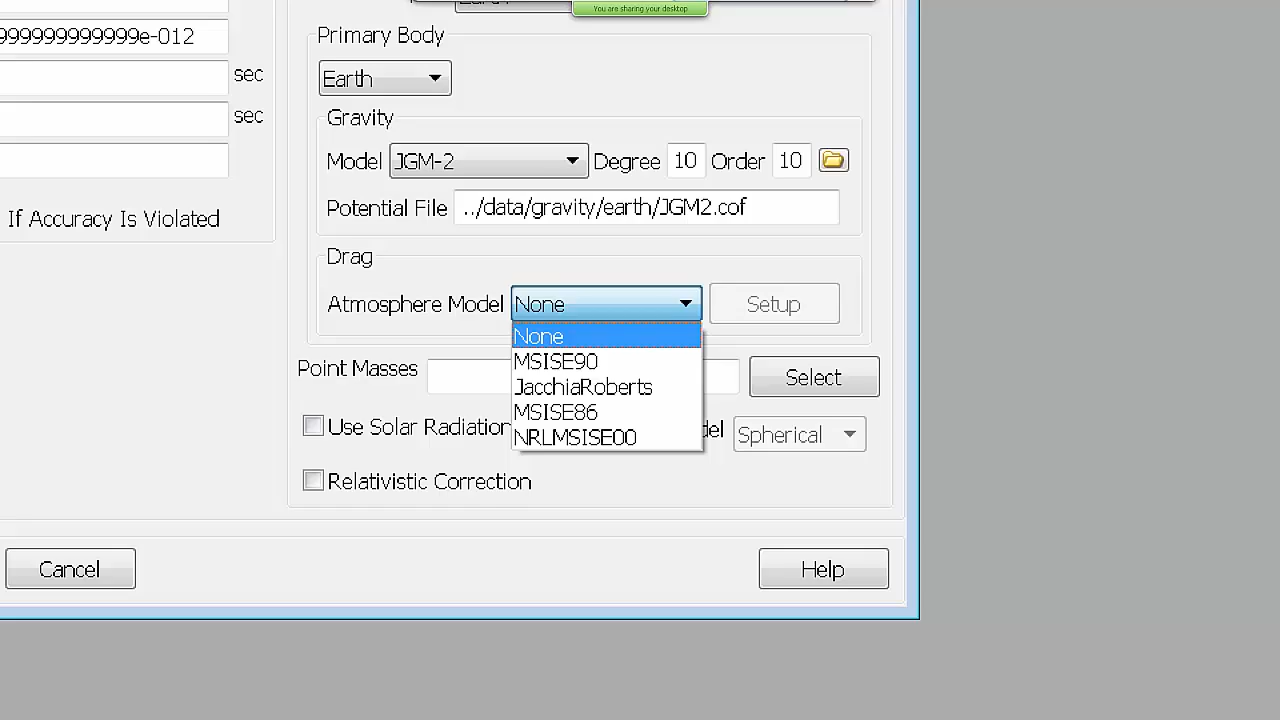 You are sharing your desktop
999999999999e-012
sec
sec
If Accuracy Is Violated
Primary Body
Earth
Gravity
Model JGM-2 Degree 10 Order 10
Potential File ../data/gravity/earth/JGM2.cof
Drag
Atmosphere Model None Setup
None
MSISE90
JacchiaRoberts
MSISE86
NRLMSISE00
Point Masses Select
Use Solar Radiation del Spherical
Relativistic Correction
Cancel Help